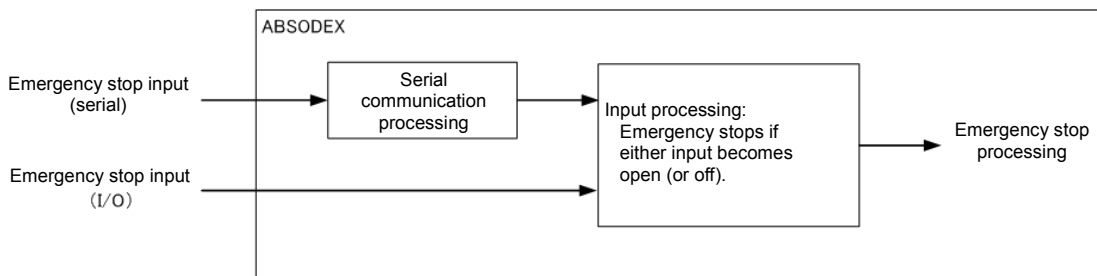 ABSODEX
Emergency stop input
(serial)
Serial
communication
processing
Input processing:
Emergency stops if
either input becomes
open (or off).
Emergency stop
processing
Emergency stop input
(I/O)